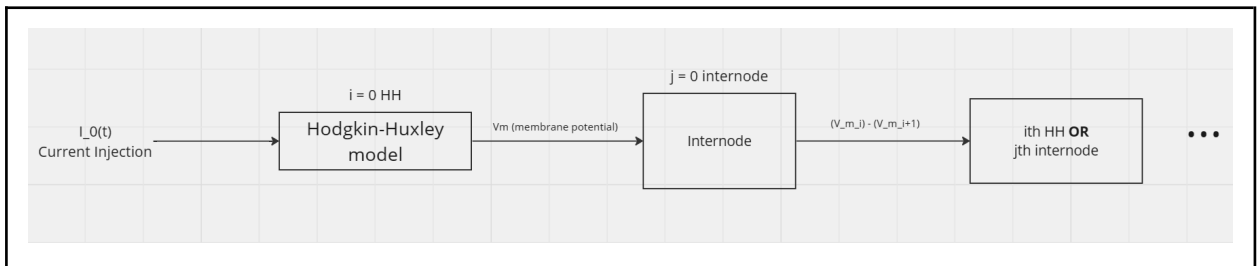 I_0(t)
Current Injection
i = 0 HH
Hodgkin-Huxley
model
Vm (membrane potential)
j = 0 internode
Internode
(V_m_i) - (V_m_i+1)
ith HH OR
jth internode
...